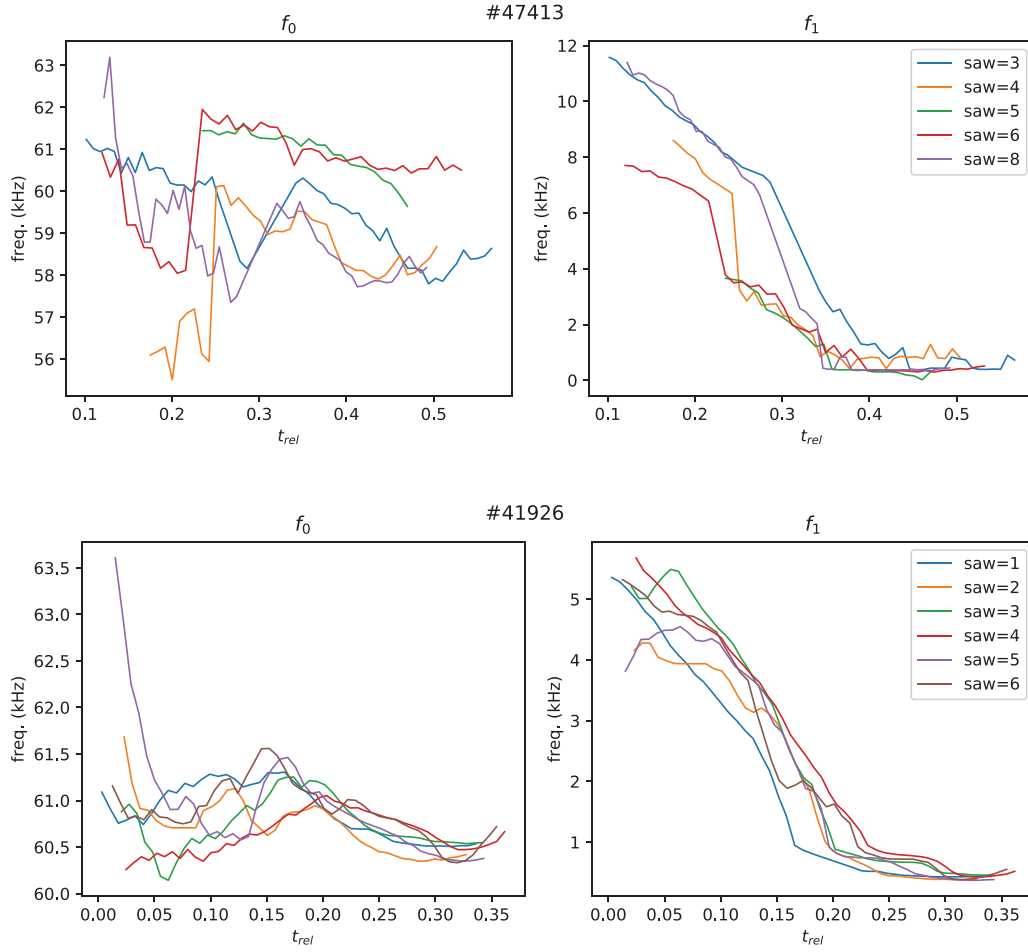 #47413
f0
f1
63
62
61
60
59
58
57
56
freq. (kHz)
0.1 0.2 0.3 0.4 0.5
t_rel
12
10
8
6
4
2
0
freq. (kHz)
0.1 0.2 0.3 0.4 0.5
t_rel
saw=3
saw=4
saw=5
saw=6
saw=8
#41926
f0
f1
63.5
63.0
62.5
62.0
61.5
61.0
60.5
60.0
freq. (kHz)
0.00 0.05 0.10 0.15 0.20 0.25 0.30 0.35
t_rel
5
4
3
2
1
freq. (kHz)
0.00 0.05 0.10 0.15 0.20 0.25 0.30 0.35
t_rel
saw=1
saw=2
saw=3
saw=4
saw=5
saw=6